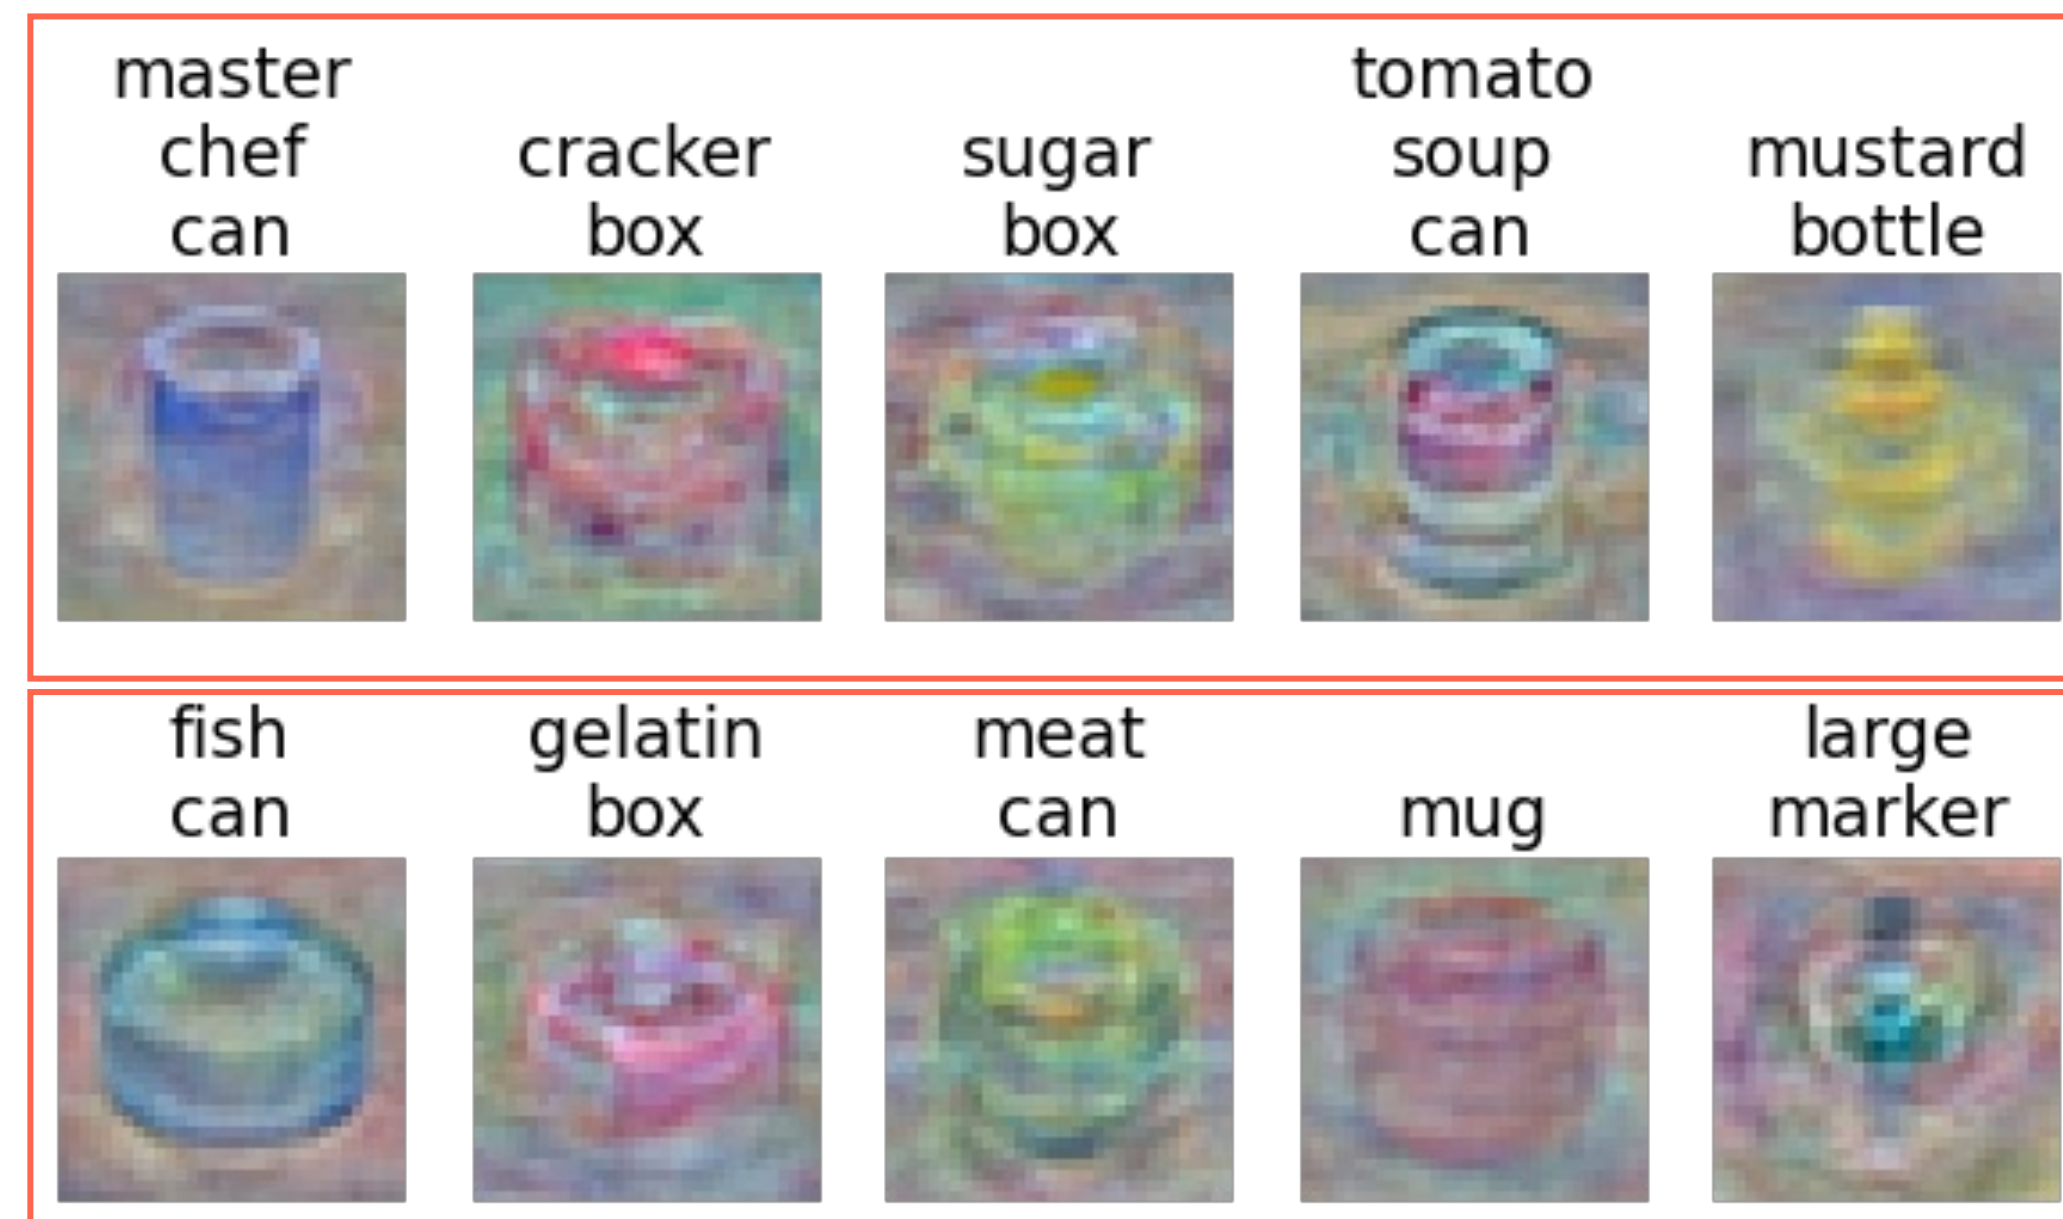 master
chef
can
cracker
box
sugar
box
tomato
soup
can
mustard
bottle
fish
can
gelatin
box
meat
can
mug
large
marker